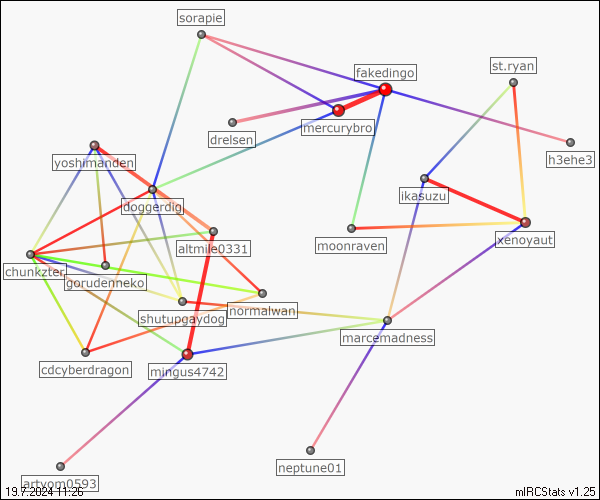 sorapie
fakedingo
st.ryan
mercurybro
drelsen
h3ehe3
yoshimanden
ikasuzu
doggerdig
xenoyaut
altmile0331
moonraven
chunkzter
gorudenneko
normalwan
shutupgaydog
marcemadness
cdcyberdragon
mingus4742
neptune01
artyom0593
19.7.2024 11:26
mIRCStats v1.25